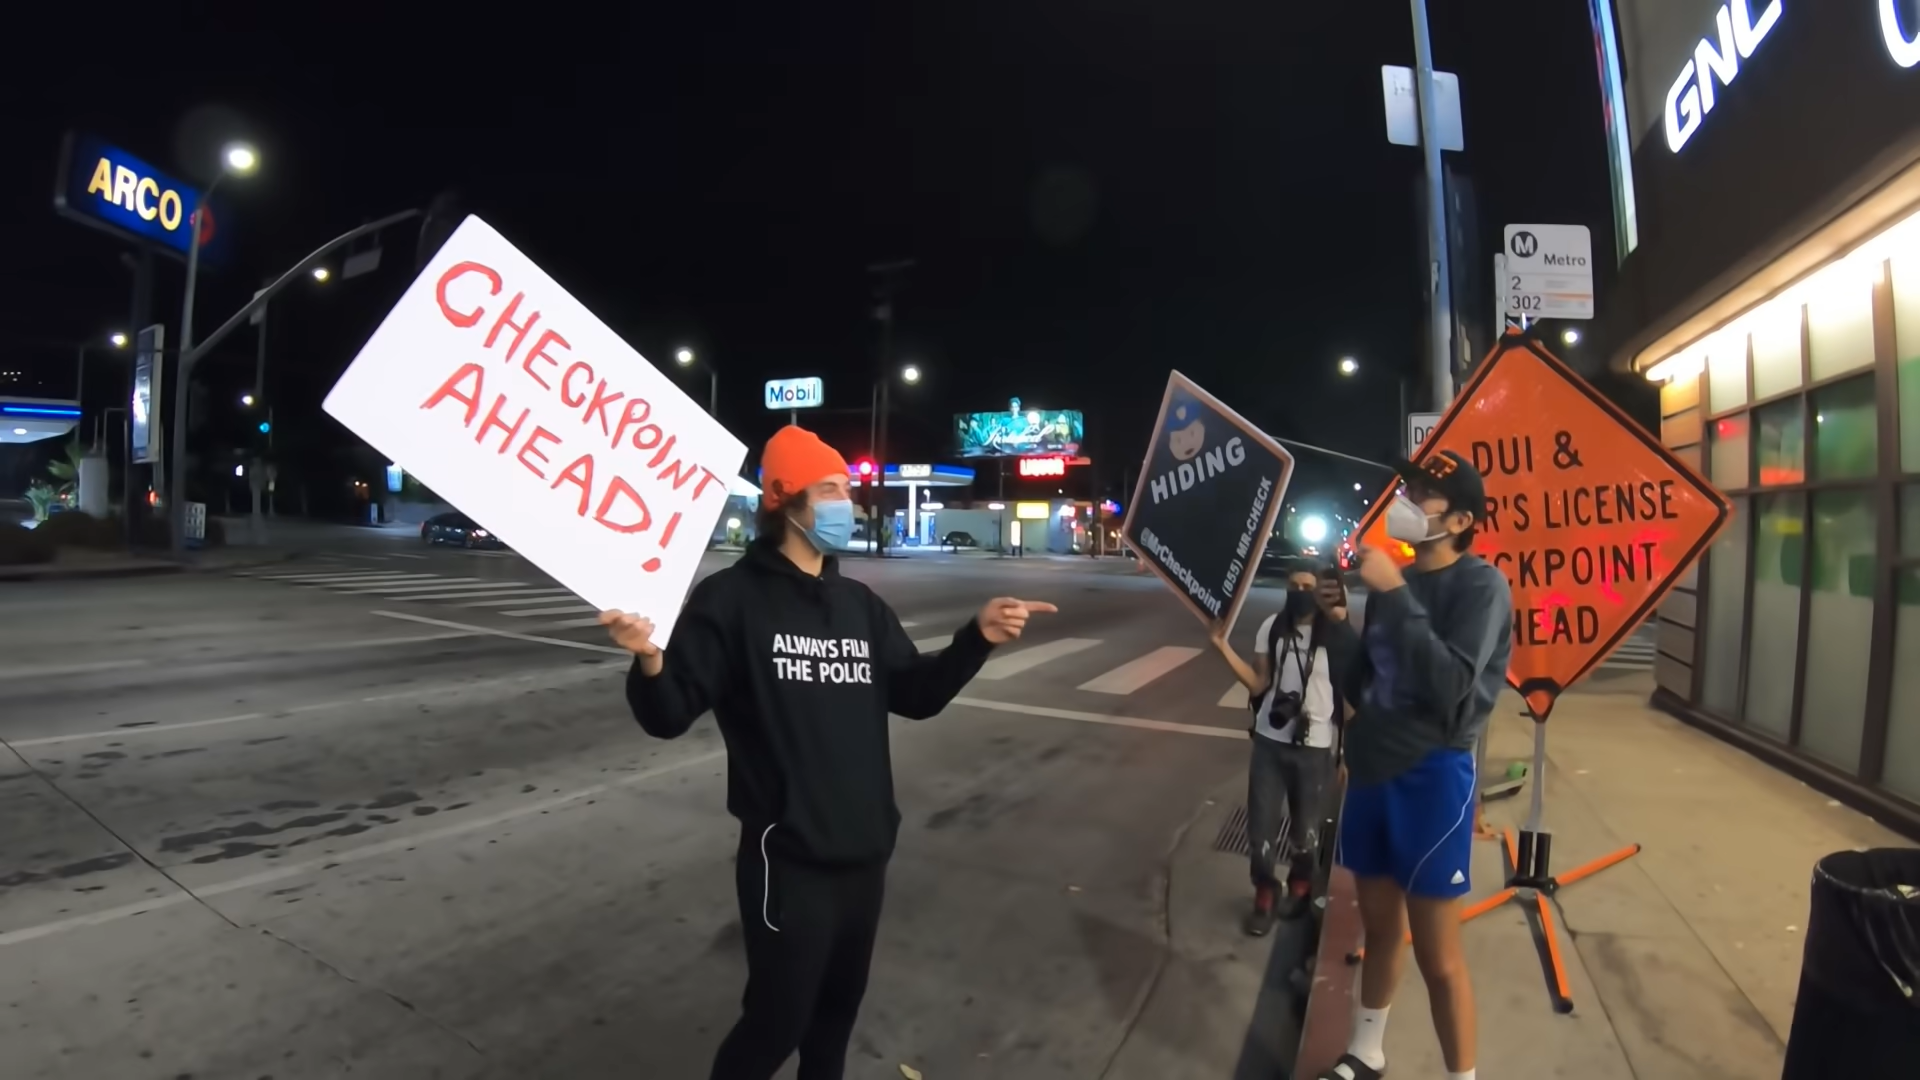 ARCO
CHECKPOINT
AHEAD!
Mobil
LIQUOR
ALWAYS FILM
THE POLICE
HIDING
@MrCheckpoint
(855) MR-CHECK
GNC
M
Metro
2
302
DUI &
ER'S LICENSE
CKPOINT
HEAD